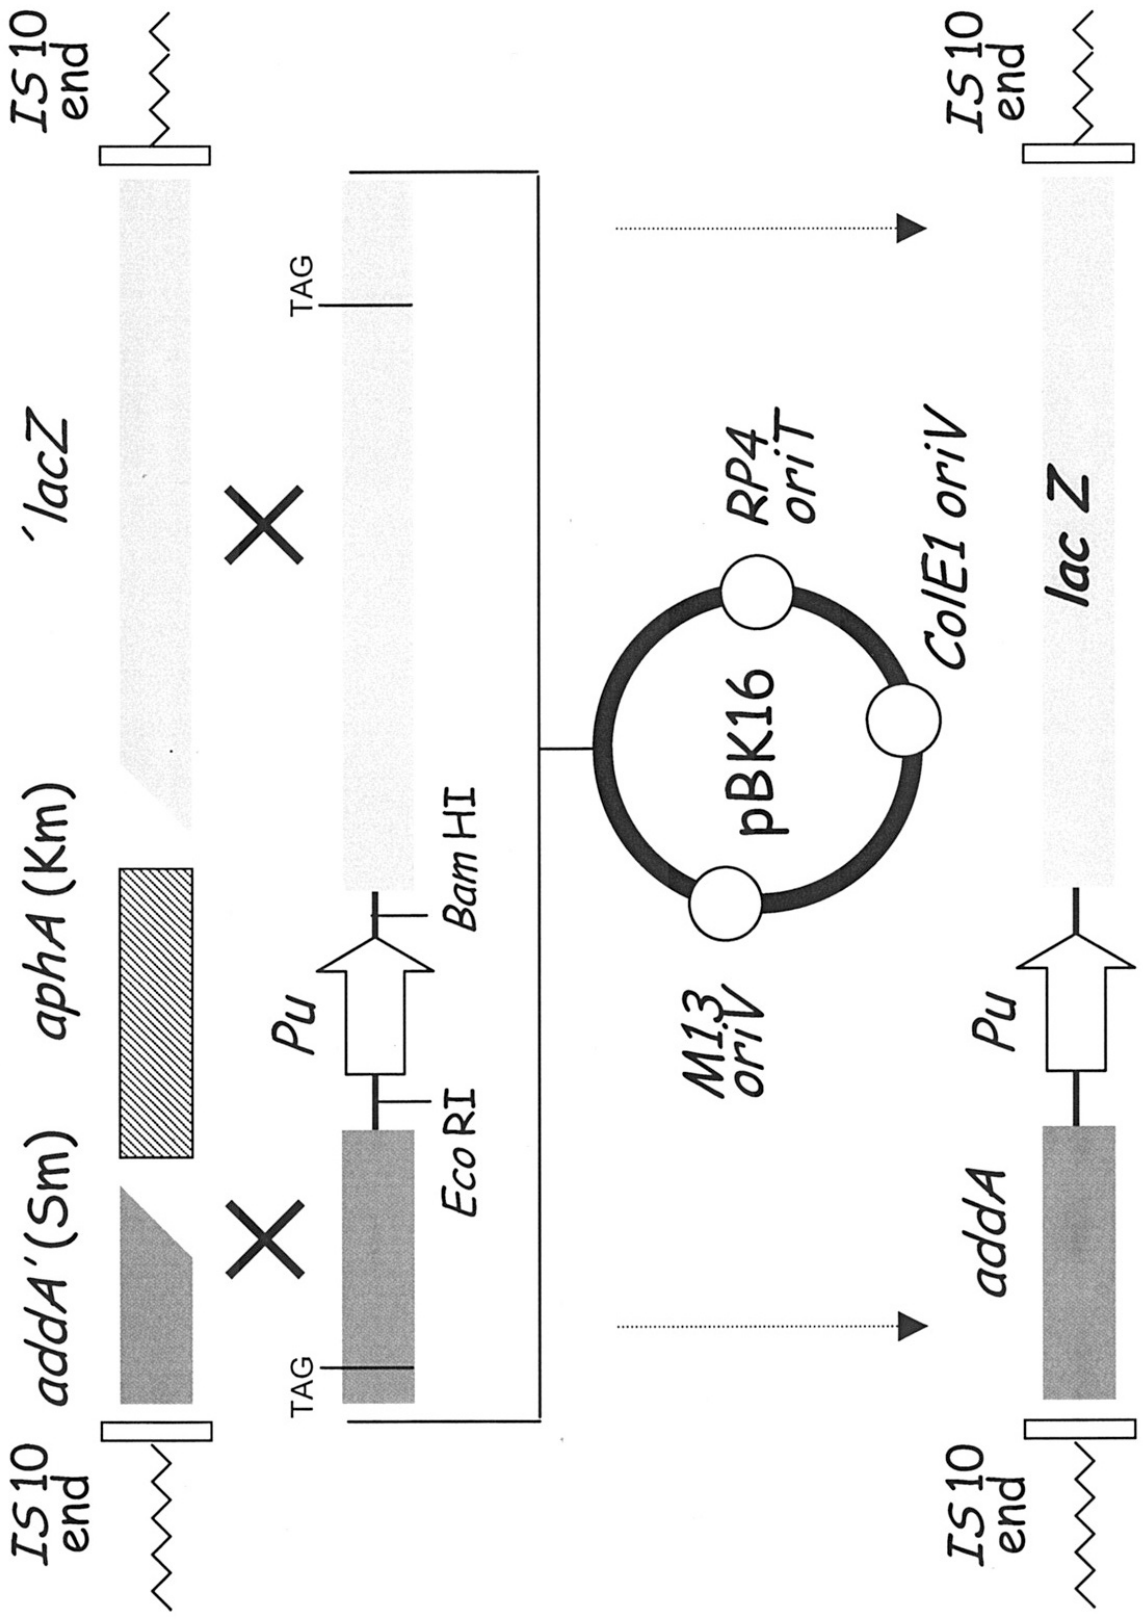 IS10
end
addA´(Sm)
aphA (Km)
´lacZ
IS10
end
TAG
Pu
TAG
EcoRI
BamHI
M13
oriV
pBK16
RP4
oriT
ColE1 oriV
IS10
end
addA
Pu
lac Z
IS10
end